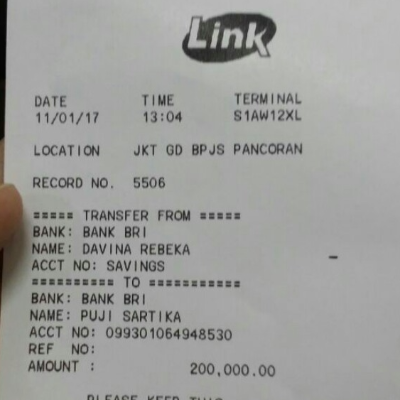 Link
DATE TIME TERMINAL
11/01/17 13:04 S1AW12XL
LOCATION JKT GD BPJS PANCORAN
RECORD NO. 5506
===== TRANSFER FROM =====
BANK: BANK BRI
NAME: DAVINA REBEKA
ACCT NO: SAVINGS
========== TO ===========
BANK: BANK BRI
NAME: PUJI SARTIKA
ACCT NO: 099301064948530
REF NO:
AMOUNT : 200,000.00
PLEASE KEEP THIS